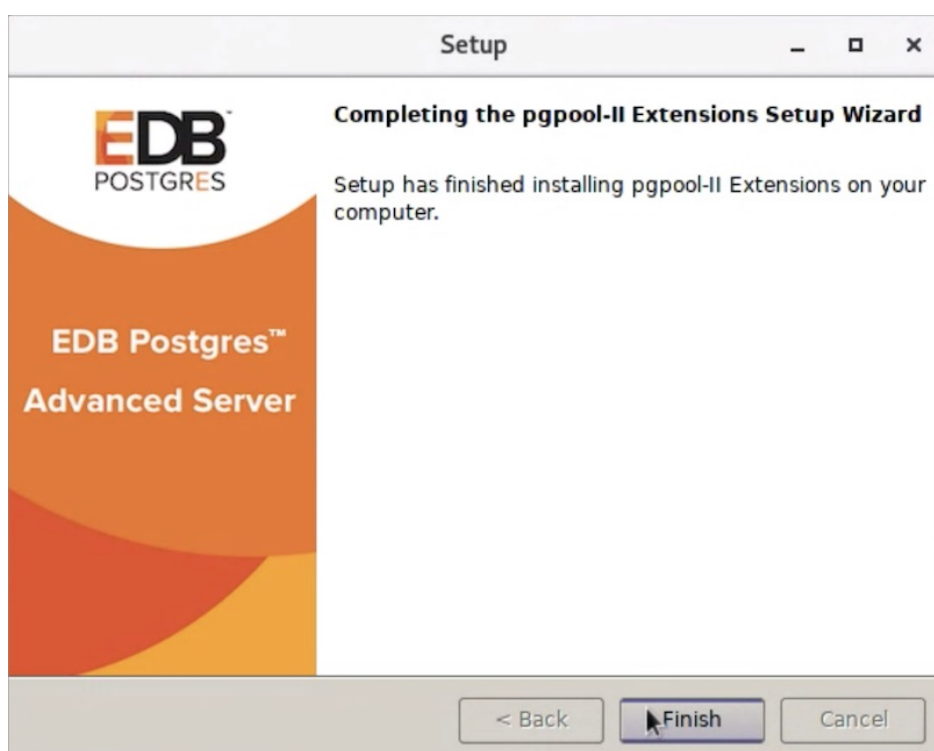 Setup
EDB™
POSTGRES
EDB Postgres™
Advanced Server
Completing the pgpool-II Extensions Setup Wizard
Setup has finished installing pgpool-II Extensions on your
computer.
< Back
Finish
Cancel